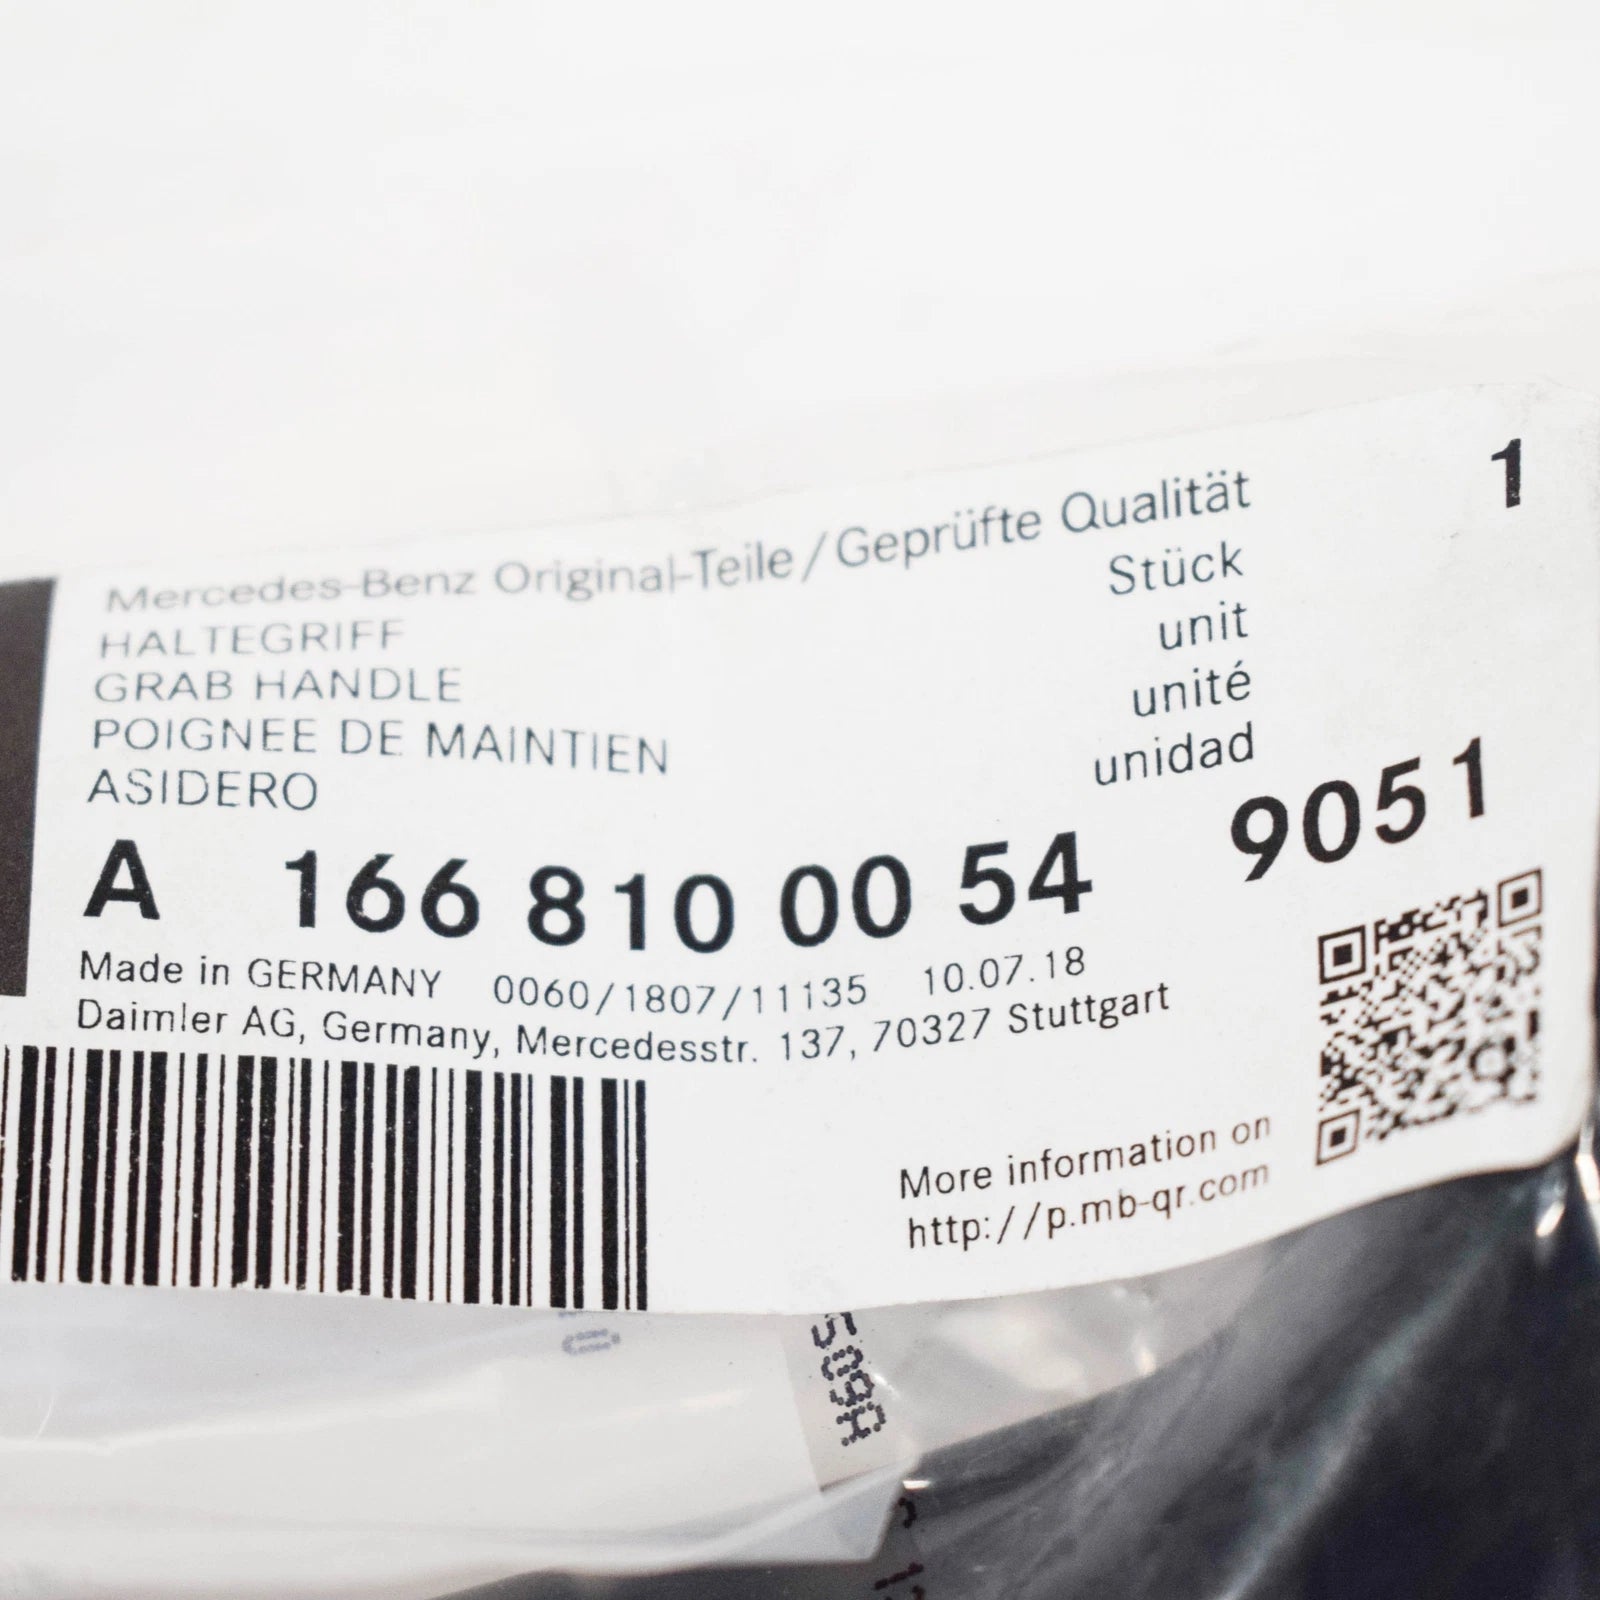 1
Mercedes-Benz Original-Teile/Geprüfte Qualität
HALTEGRIFF
Stück
GRAB HANDLE
unit
POIGNEE DE MAINTIEN
unité
ASIDERO
unidad
A 166 810 00 54 9051
Made in GERMANY 0060/1807/11135 10.07.18
Daimler AG, Germany, Mercedesstr. 137, 70327 Stuttgart
More information on
http://p.mb-qr.com